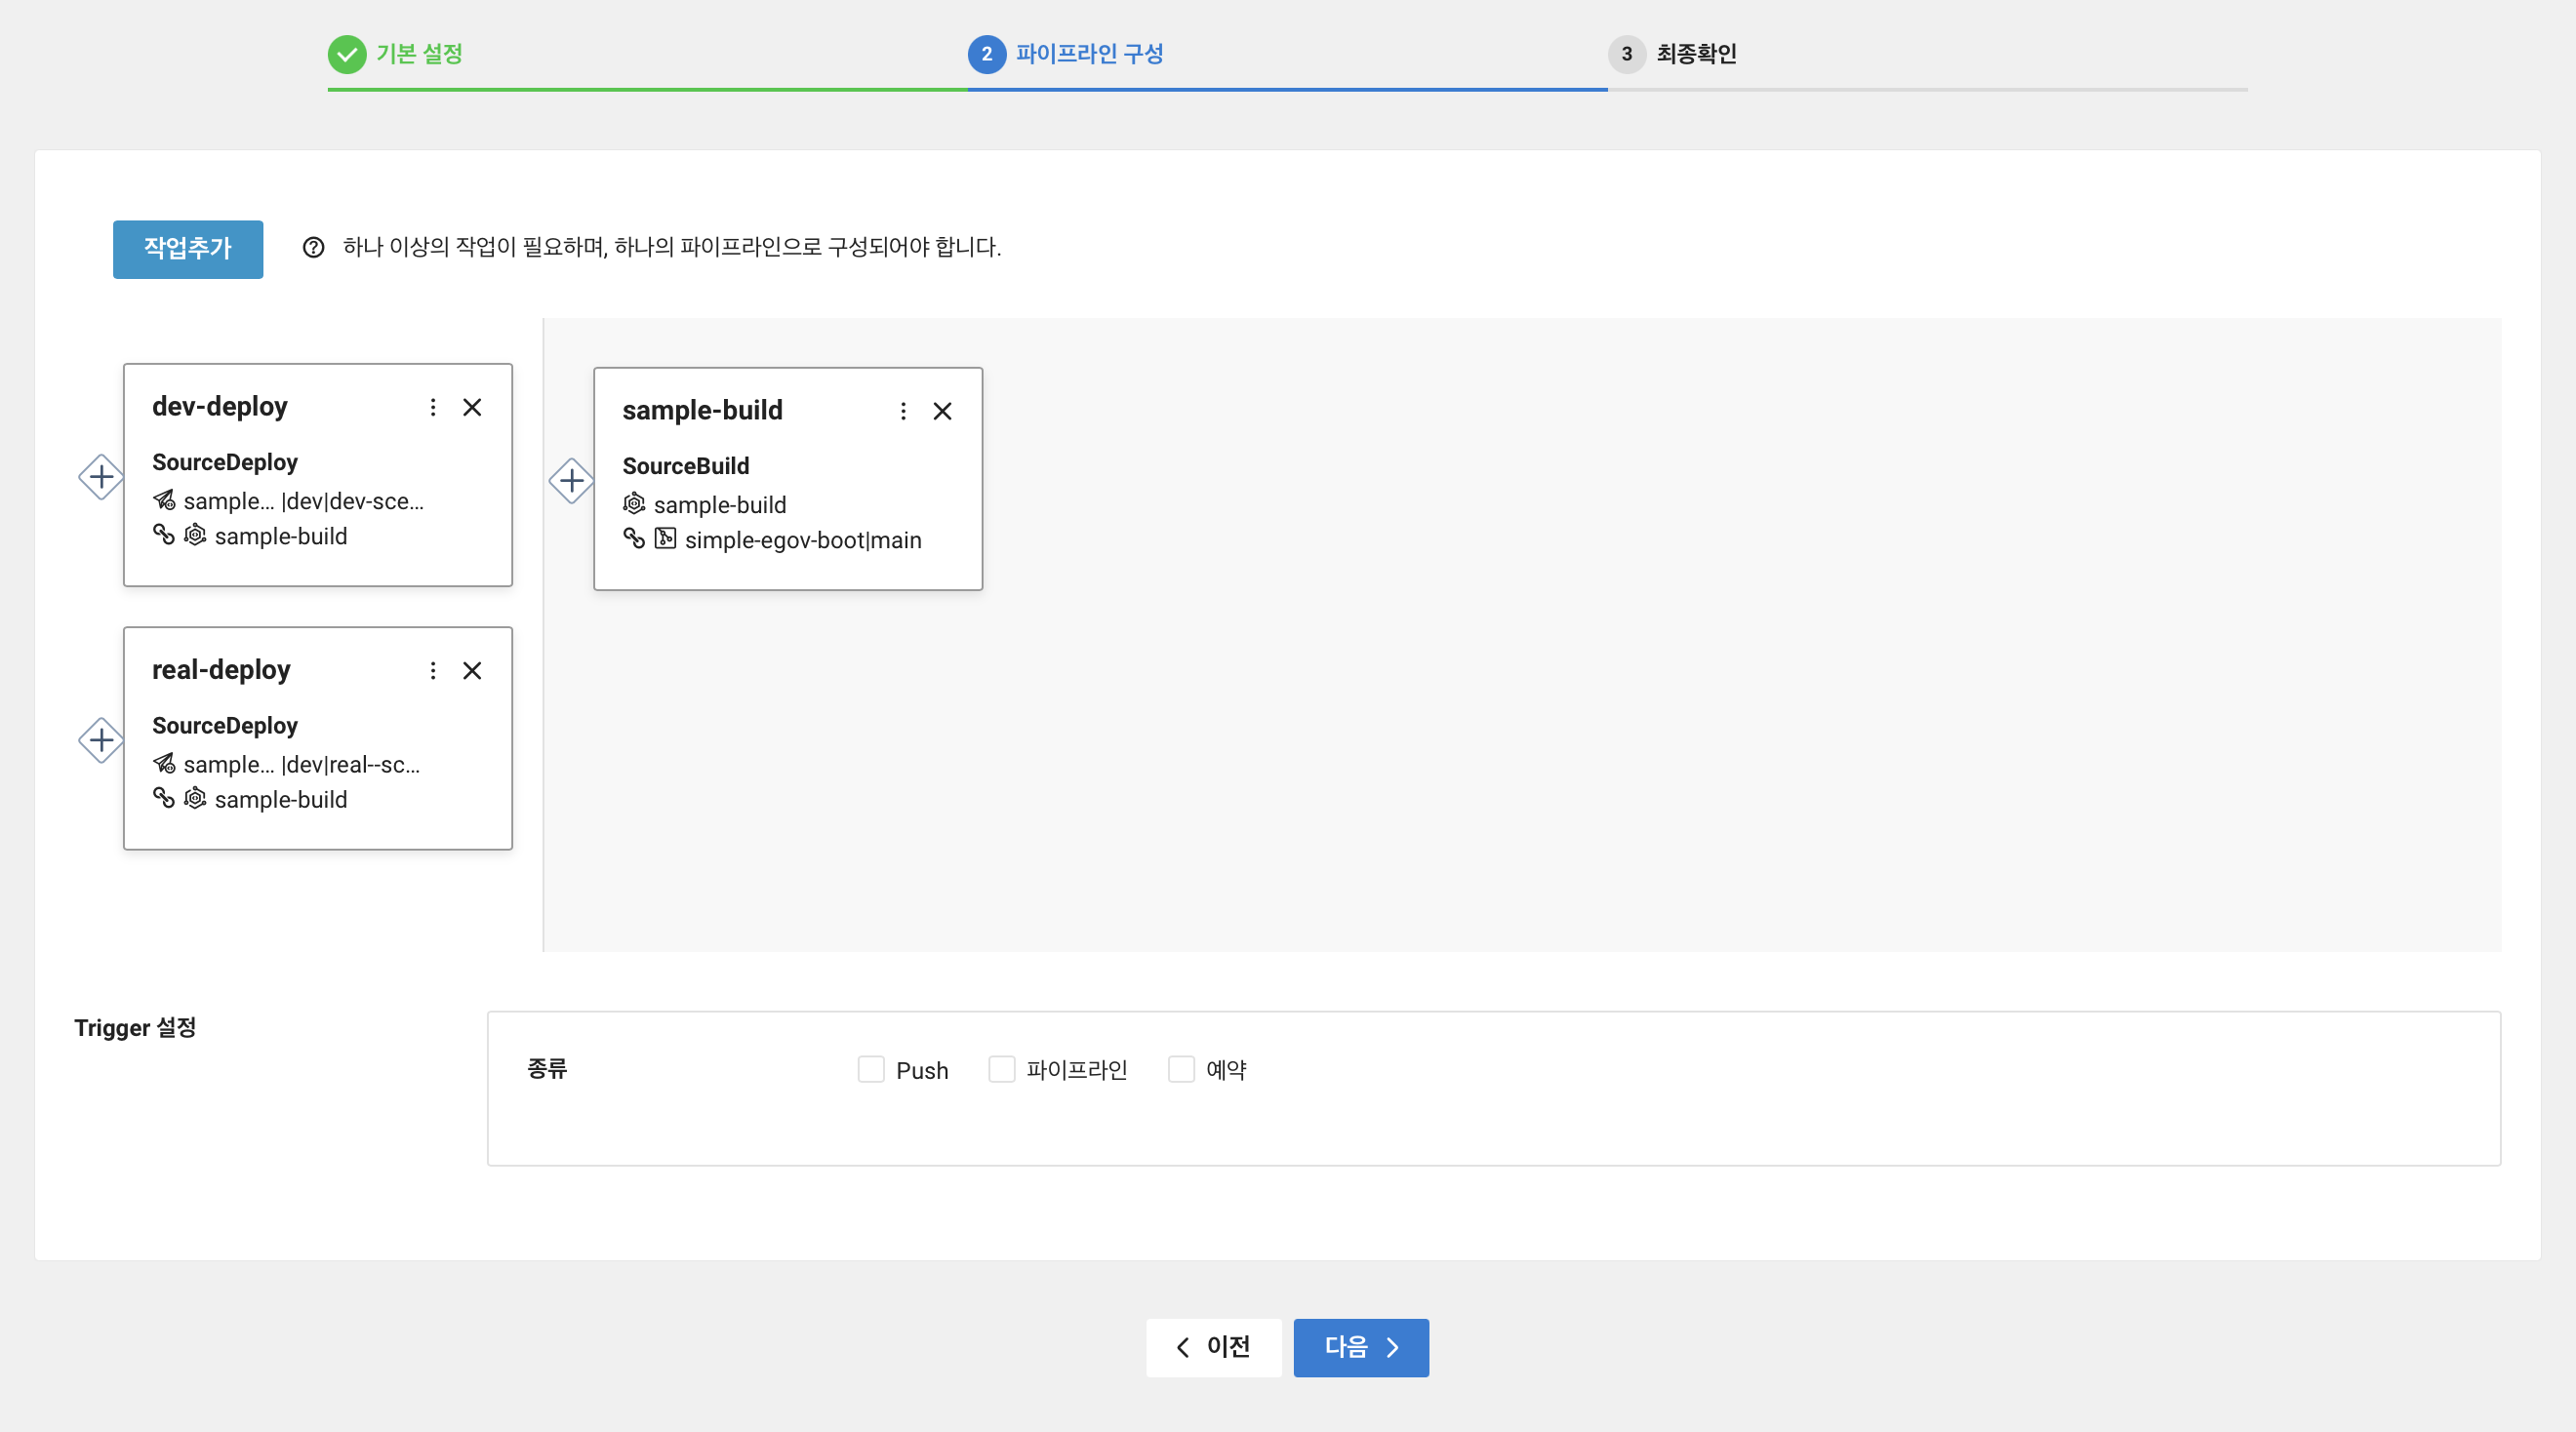 기본 설정
2 파이프라인 구성
3 최종확인
작업추가
하나 이상의 작업이 필요하며, 하나의 파이프라인으로 구성되어야 합니다.
dev-deploy
SourceDeploy
sample... |dev|dev-sce...
sample-build
real-deploy
SourceDeploy
sample... |dev|real--sc...
sample-build
sample-build
SourceBuild
sample-build
simple-egov-boot|main
Trigger 설정
종류
Push
파이프라인
예약
이전
다음